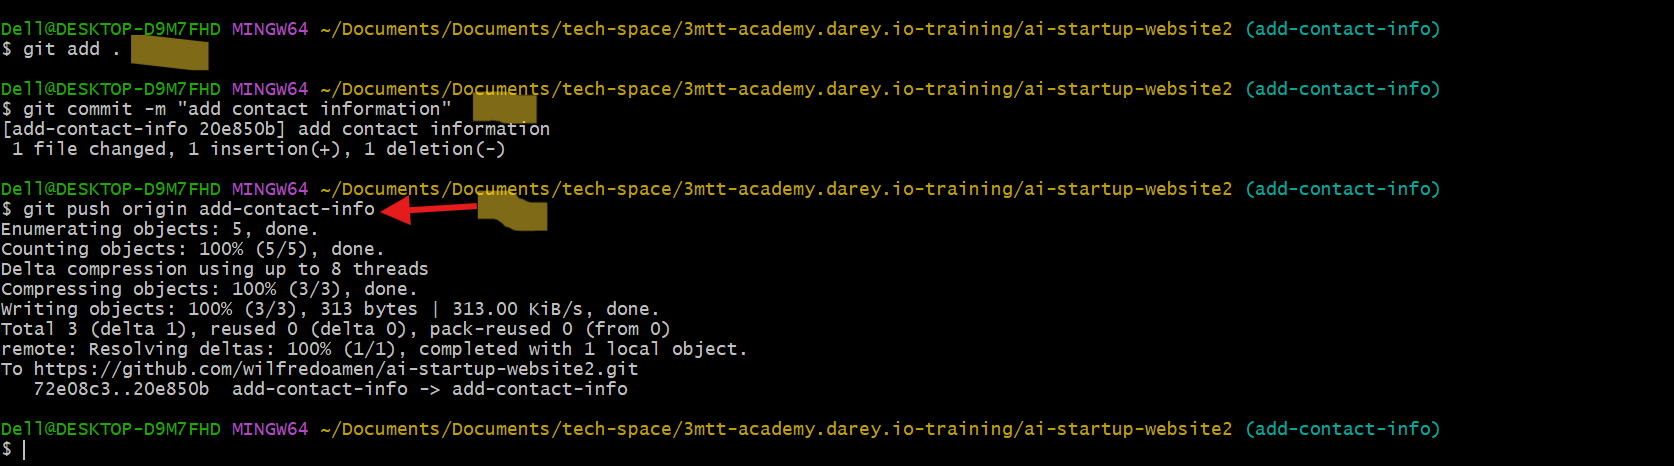 Dell@DESKTOP-D9M7FHD MINGW64 ~/Documents/Documents/tech-space/3mtt-academy.darey.io-training/ai-startup-website2 (add-contact-info)
$ git add .
Dell@DESKTOP-D9M7FHD MINGW64 ~/Documents/Documents/tech-space/3mtt-academy.darey.io-training/ai-startup-website2 (add-contact-info)
$ git commit -m "add contact information"
[add-contact-info 20e850b] add contact information
 1 file changed, 1 insertion(+), 1 deletion(-)
Dell@DESKTOP-D9M7FHD MINGW64 ~/Documents/Documents/tech-space/3mtt-academy.darey.io-training/ai-startup-website2 (add-contact-info)
$ git push origin add-contact-info
Enumerating objects: 5, done.
Counting objects: 100% (5/5), done.
Delta compression using up to 8 threads
Compressing objects: 100% (3/3), done.
Writing objects: 100% (3/3), 313 bytes | 313.00 KiB/s, done.
Total 3 (delta 1), reused 0 (delta 0), pack-reused 0 (from 0)
remote: Resolving deltas: 100% (1/1), completed with 1 local object.
To https://github.com/wilfredoamen/ai-startup-website2.git
   72e08c3..20e850b  add-contact-info -> add-contact-info
Dell@DESKTOP-D9M7FHD MINGW64 ~/Documents/Documents/tech-space/3mtt-academy.darey.io-training/ai-startup-website2 (add-contact-info)
$